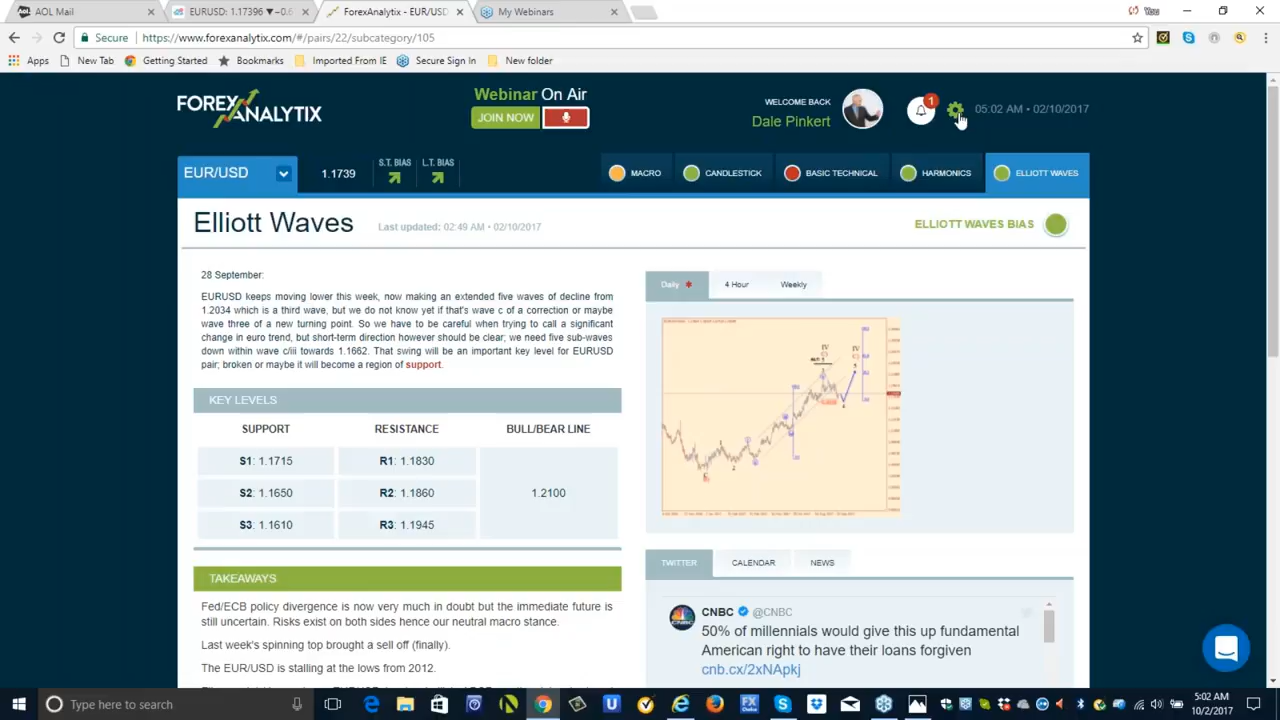 AOL Mail
EURUSD: 1.17396 ▼−0.6
ForexAnalytix - EUR/USD
My Webinars
You
Secure
https://www.forexanalytix.com/#/pairs/22/subcategory/105
Apps
New Tab
Getting Started
Bookmarks
Imported From IE
Secure Sign In
New folder
FOREX ANALYTIX
Webinar On Air
JOIN NOW
WELCOME BACK
Dale Pinkert
1
05:02 AM • 02/10/2017
EUR/USD
1.1739
S.T. BIAS
L.T. BIAS
MACRO
CANDLESTICK
BASIC TECHNICAL
HARMONICS
ELLIOTT WAVES
Elliott Waves
Last updated: 02:49 AM • 02/10/2017
ELLIOTT WAVES BIAS
28 September:
EURUSD keeps moving lower this week, now making an extended five waves of decline from
1.2034 which is a third wave, but we do not know yet if that's wave c of a correction or maybe
wave three of a new turning point. So we have to be careful when trying to call a significant
change in euro trend, but short-term direction however should be clear; we need five sub-waves
down within wave c/iii towards 1.1662. That swing will be an important key level for EURUSD
pair; broken or maybe it will become a region of support.
Daily *
4 Hour
Weekly
KEY LEVELS
SUPPORT
RESISTANCE
BULL/BEAR LINE
S1: 1.1715
R1: 1.1830
S2: 1.1650
R2: 1.1860
1.2100
S3: 1.1610
R3: 1.1945
TAKEAWAYS
Fed/ECB policy divergence is now very much in doubt but the immediate future is
still uncertain. Risks exist on both sides hence our neutral macro stance.
Last week's spinning top brought a sell off (finally).
The EUR/USD is stalling at the lows from 2012.
TWITTER
CALENDAR
NEWS
CNBC @CNBC
50% of millennials would give this up fundamental
American right to have their loans forgiven
cnb.cx/2xNApkj
Type here to search
5:02 AM
10/2/2017